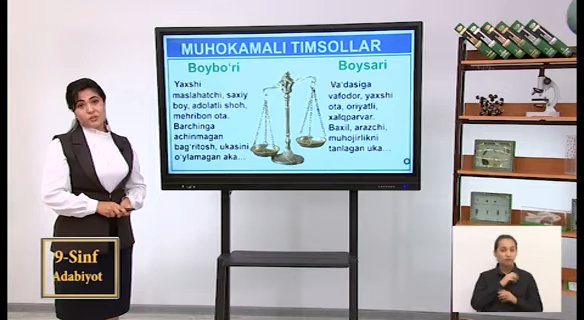 MUHOKAMALI TIMSOLLAR
Boybo‘ri
Yaxshi
maslahatchi, saxiy
boy, adolatli shoh,
mehribon ota.
Barchinga
achinmagan
bag‘ritosh, ukasini
o‘ylamagan aka...
Boysari
Va’dasiga
vafodor, yaxshi
ota, oriyatli,
xalqparvar.
Baxil, arazchi,
muhojirlikni
tanlagan uka...
9-Sinf
Adabiyot